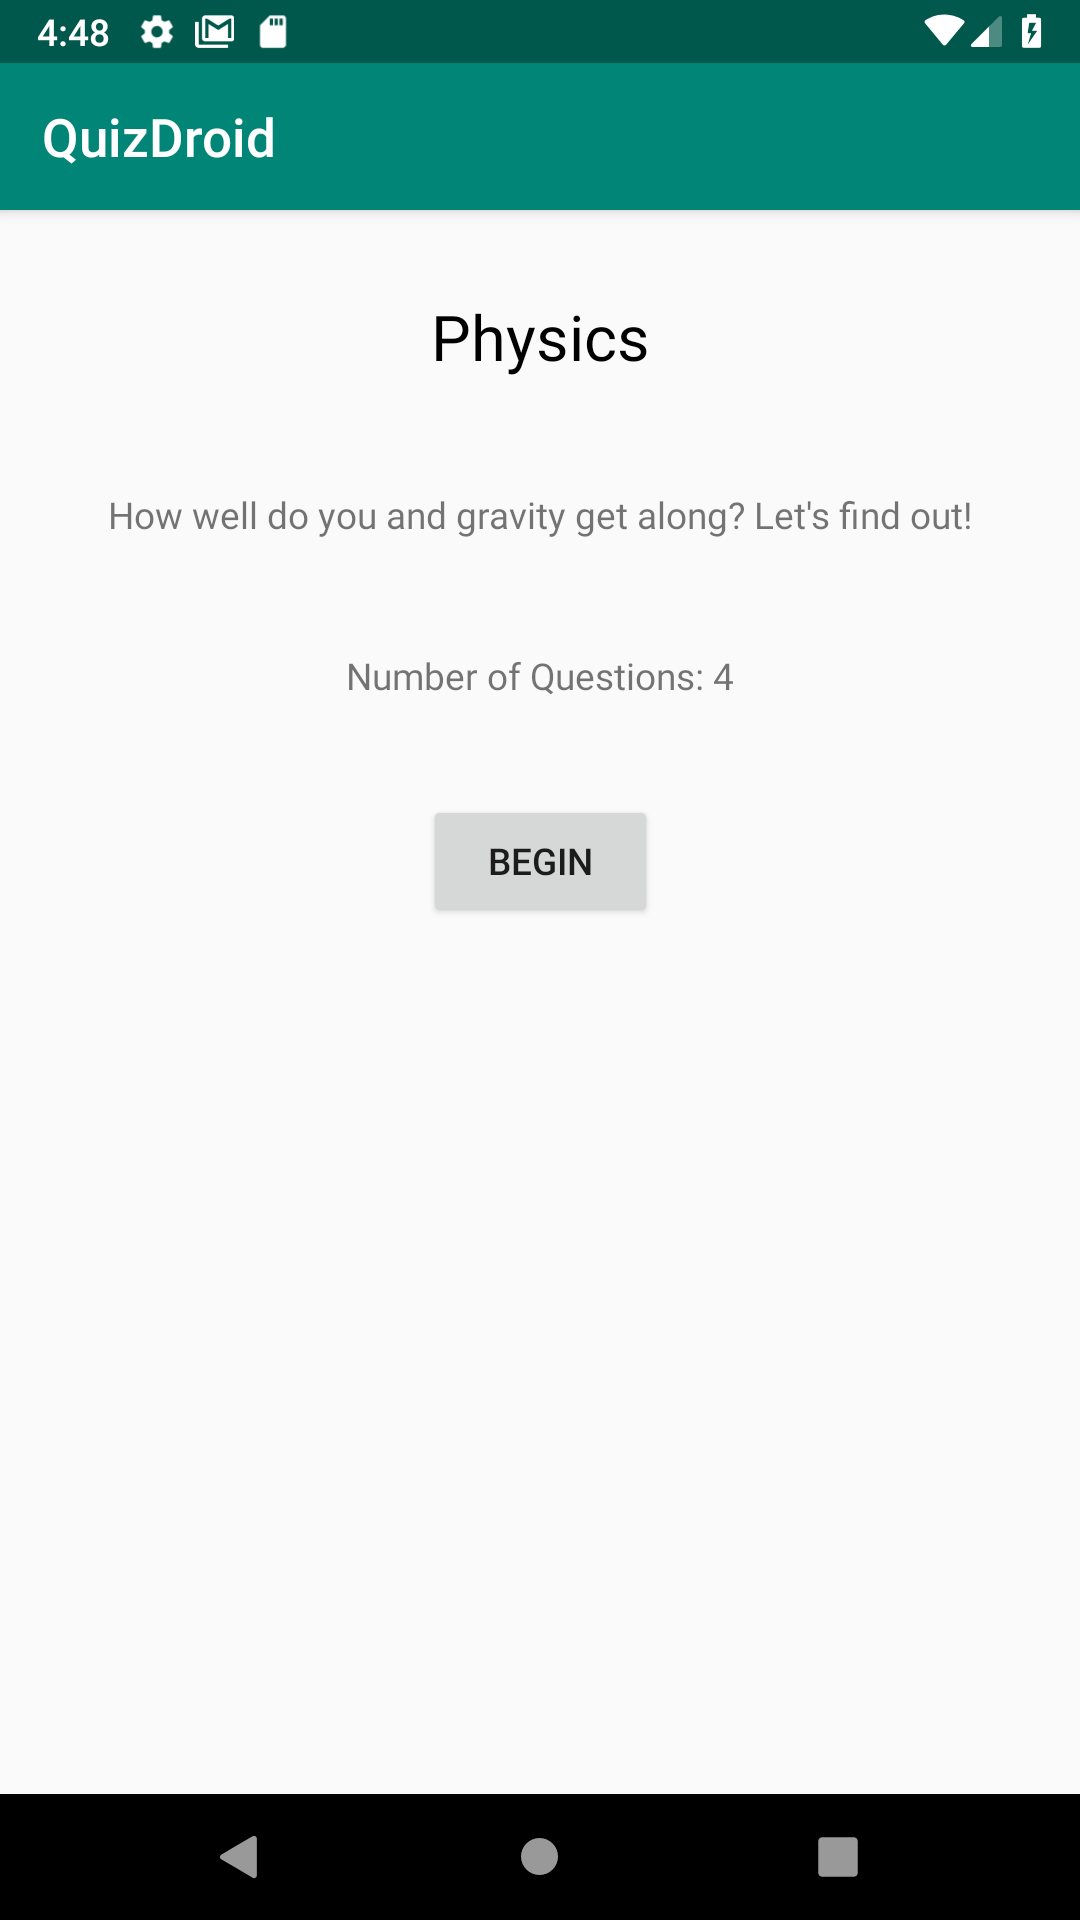 4:48
QuizDroid
Physics
How well do you and gravity get along? Let's find out!
Number of Questions: 4
BEGIN